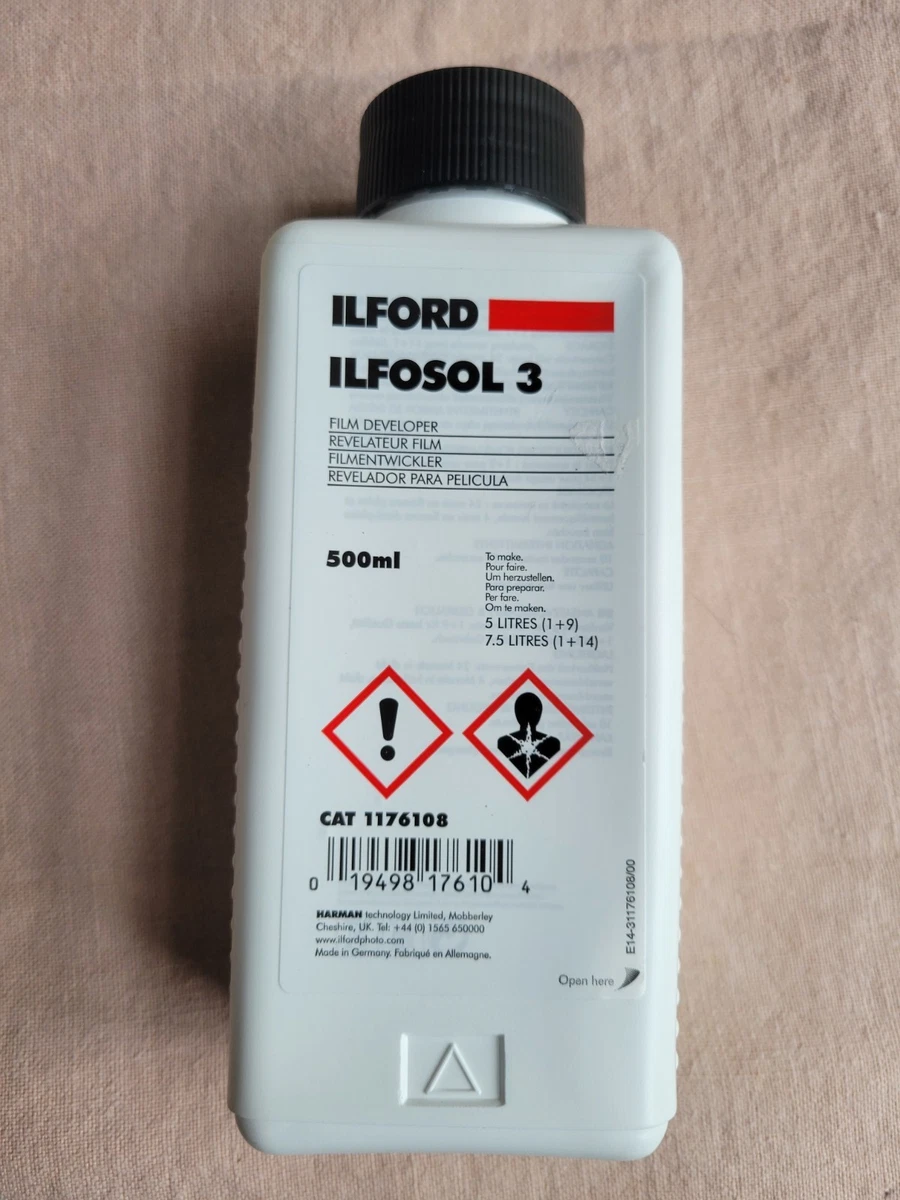 ILFORD
ILFOSOL 3
FILM DEVELOPER
REVELATEUR FILM
FILMENTWICKLER
REVELADOR PARA PELICULA
500ml
To make.
Pour faire.
Um herzustellen.
Para preparar.
Per fare.
Om te maken.
5 LITRES (1+9)
7.5 LITRES (1+14)
CAT 1176108
0 19498 17610 4
HARMAN technology Limited, Mobberley
Cheshire, UK. Tel: +44 (0) 1565 650000
www.ilfordphoto.com
Made in Germany. Fabriqué en Allemagne.
E14-31176108/00
Open here